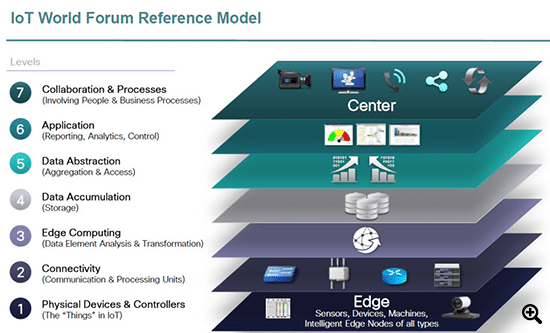 IoT World Forum Reference Model
Levels
7
Collaboration & Processes
(Involving People & Business Processes)
6
Application
(Reporting, Analytics, Control)
5
Data Abstraction
(Aggregation & Access)
4
Data Accumulation
(Storage)
3
Edge Computing
(Data Element Analysis & Transformation)
2
Connectivity
(Communication & Processing Units)
1
Physical Devices & Controllers
(The “Things” in IoT)
Center
Edge
Sensors, Devices, Machines,
Intelligent Edge Nodes of all types